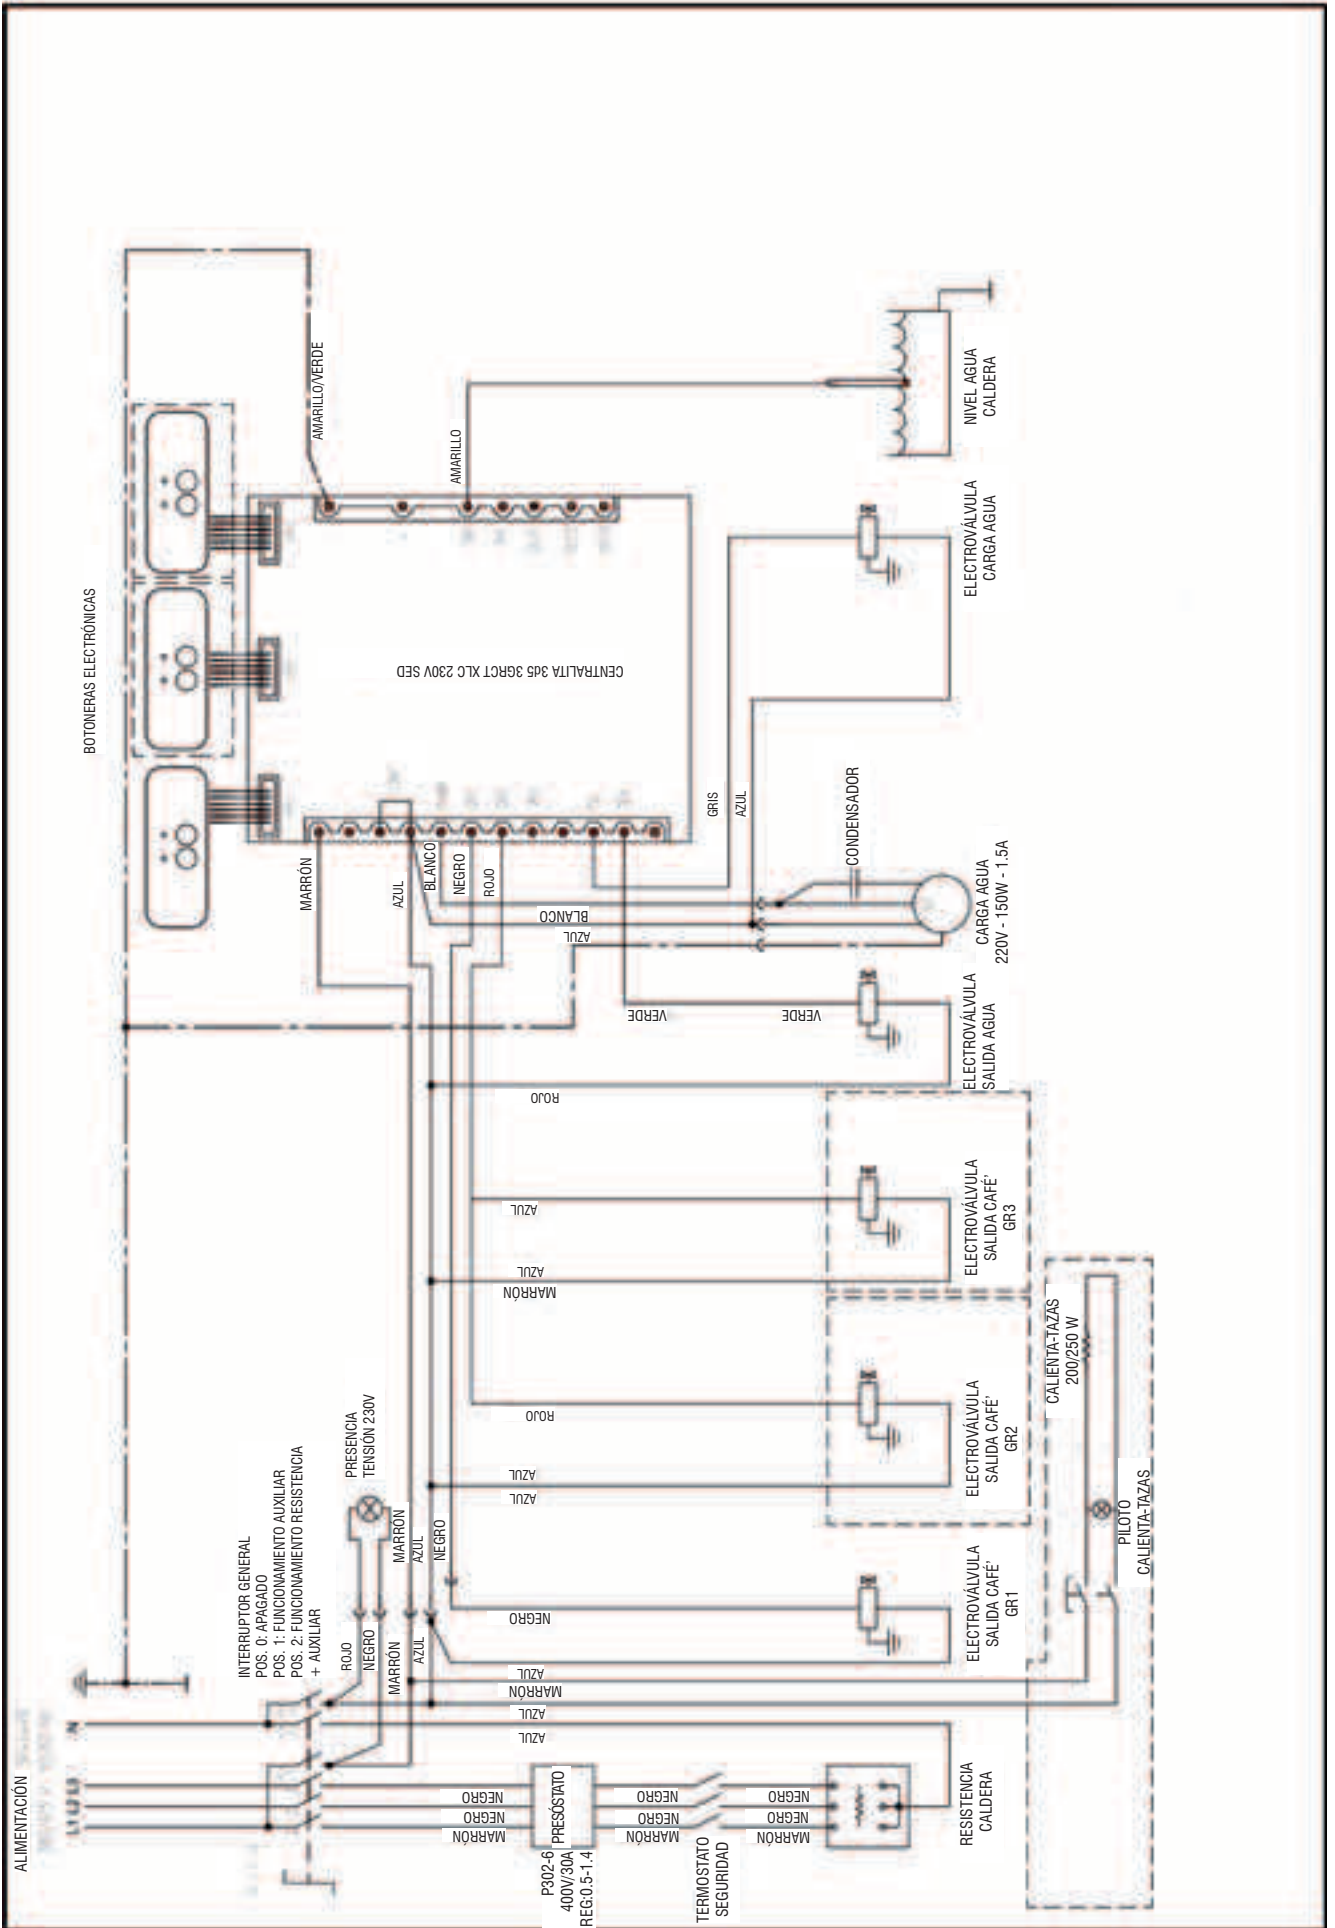 ALIMENTACIÓN
L1 L2 L3
N
INTERRUPTOR GENERAL
POS. 0: APAGADO
POS. 1: FUNCIONAMIENTO AUXILIAR
POS. 2: FUNCIONAMIENTO RESISTENCIA
+ AUXILIAR
PRESENCIA
TENSIÓN 230V
ROJO
NEGRO
MARRÓN
AZUL
MARRÓN
AZUL
NEGRO
BOTONERAS ELECTRÓNICAS
AMARILLO/VERDE
AMARILLO
CENTRALITA 3d5 3GRCT XLC 230V SED
MARRÓN
AZUL
BLANCO
NEGRO
ROJO
GRIS
AZUL
BLANCO
AZUL
VERDE
VERDE
ROJO
AZUL
AZUL
MARRÓN
ROJO
AZUL
AZUL
NEGRO
AZUL
MARRÓN
AZUL
AZUL
NEGRO
NEGRO
MARRÓN
P302-6
400V/30A
REG:0.5-1.4
PRESÓSTATO
NEGRO
NEGRO
MARRÓN
TERMOSTATO
SEGURIDAD
NEGRO
NEGRO
MARRÓN
RESISTENCIA
CALDERA
ELECTROVÁLVULA
SALIDA CAFÉ'
GR1
ELECTROVÁLVULA
SALIDA CAFÉ'
GR2
ELECTROVÁLVULA
SALIDA CAFÉ'
GR3
ELECTROVÁLVULA
SALIDA AGUA
CARGA AGUA
220V - 150W - 1.5A
CONDENSADOR
ELECTROVÁLVULA
CARGA AGUA
NIVEL AGUA
CALDERA
CALIENTA-TAZAS
200/250 W
PILOTO
CALIENTA-TAZAS